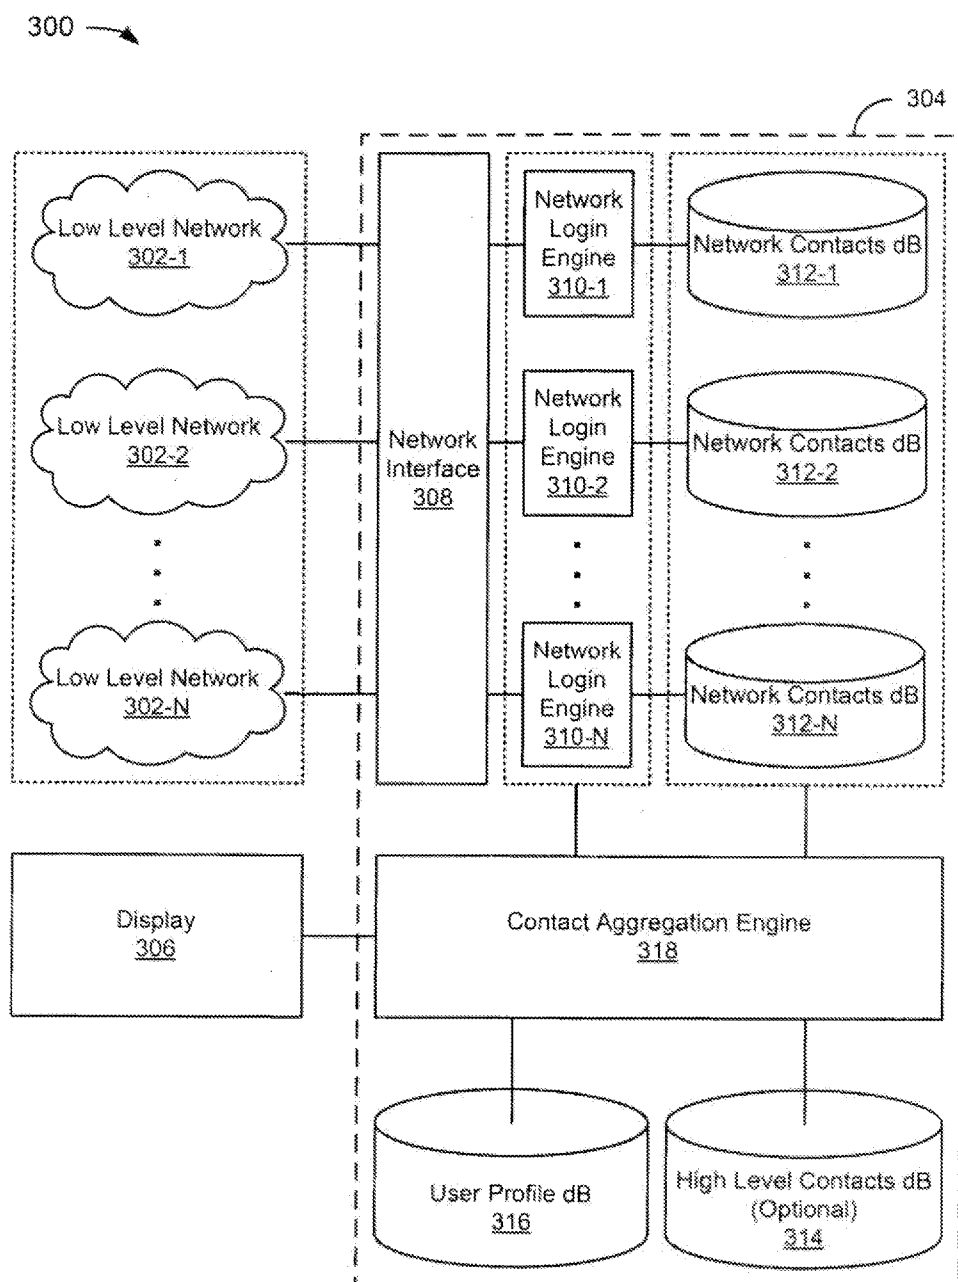 300
304
Low Level Network
302-1
Low Level Network
302-2
Low Level Network
302-N
Network
Interface
308
Network
Login
Engine
310-1
Network
Login
Engine
310-2
Network
Login
Engine
310-N
Network Contacts dB
312-1
Network Contacts dB
312-2
Network Contacts dB
312-N
Display
306
Contact Aggregation Engine
318
User Profile dB
316
High Level Contacts dB
(Optional)
314